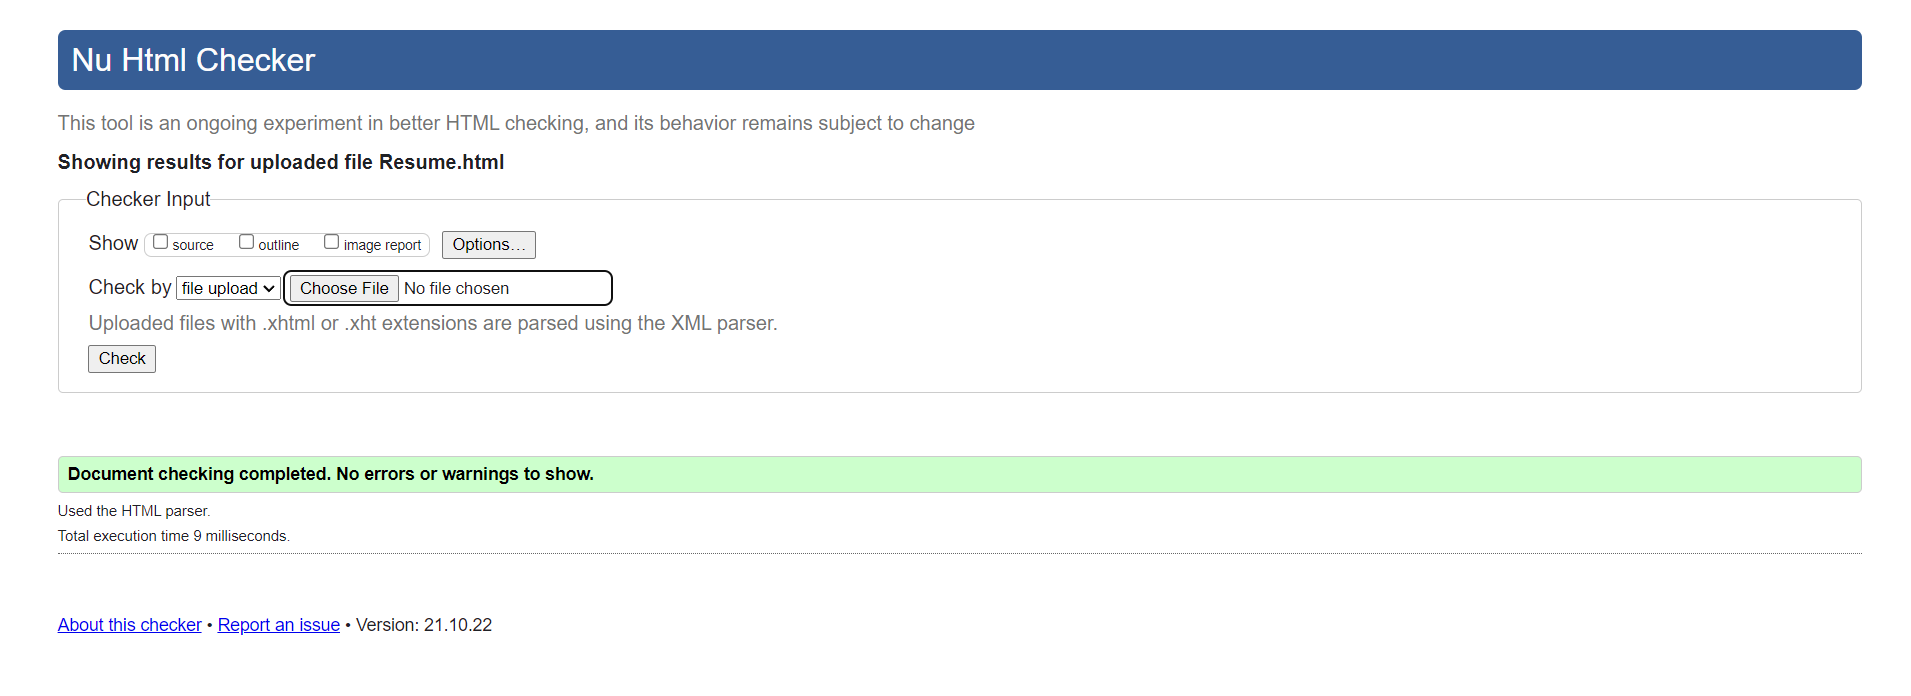 Nu Html Checker
This tool is an ongoing experiment in better HTML checking, and its behavior remains subject to change
Showing results for uploaded file Resume.html
Checker Input
Show source outline image report Options…
Check by file upload Choose File No file chosen
Uploaded files with .xhtml or .xht extensions are parsed using the XML parser.
Check
Document checking completed. No errors or warnings to show.
Used the HTML parser.
Total execution time 9 milliseconds.
About this checker • Report an issue • Version: 21.10.22